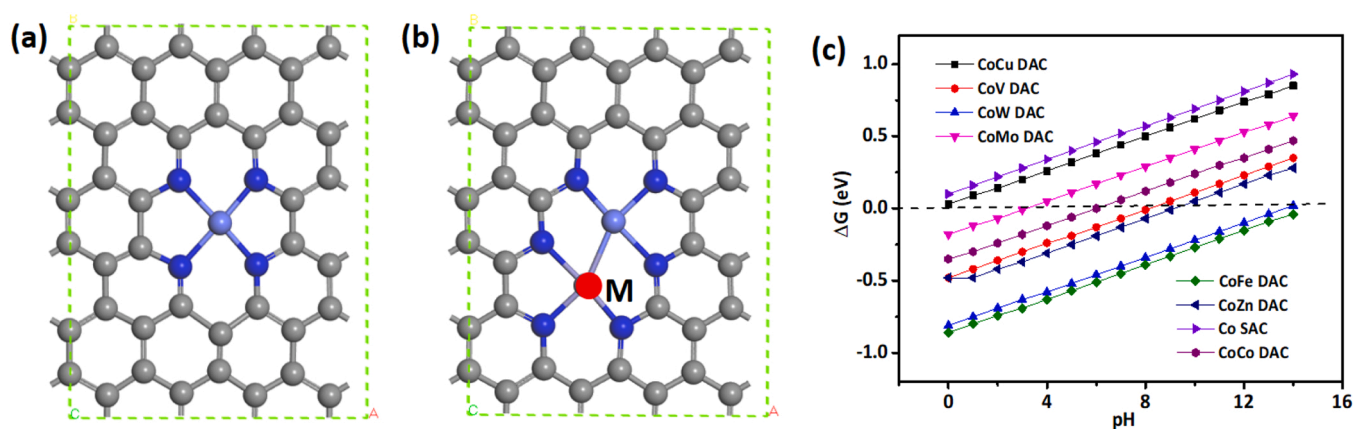 (a)
B
C
A
(b)
B
M
C
A
(c)
ΔG (eV)
1.0
0.5
0.0
-0.5
-1.0
CoCu DAC
CoV DAC
CoW DAC
CoMo DAC
CoFe DAC
CoZn DAC
Co SAC
CoCo DAC
0 4 8 12 16
pH